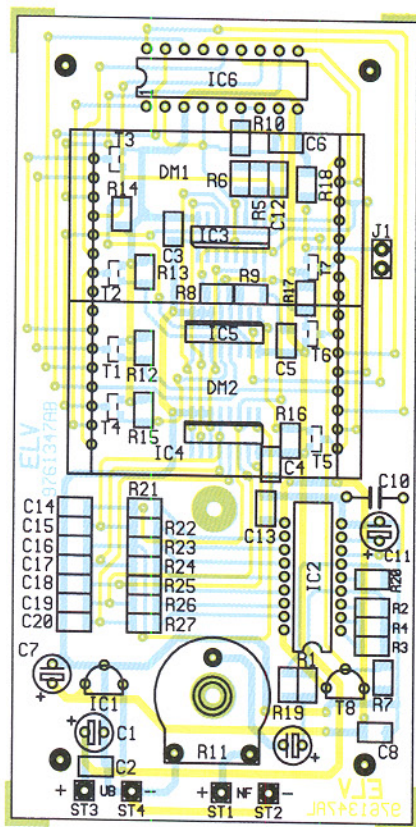 IC6
R10
C6
T3
DM1
R6
R18
R14
R5
C12
IC3
C3
J1
R13
T7
T2
R8
R9
R17
IC5
T6
T1
R12
C5
DM2
T4
R15
R16
IC4
T5
C4
ELV
9761347AB
C14
R21
C10
C15
R22
C13
C16
R23
C11
C17
R24
IC2
R20
C18
R25
R2
C19
R26
R4
C20
R27
R3
C7
R1
+
IC1
R19
T8
R7
C1
R11
C8
+
C2
+
ELV
9761347AC
+ UB -- + NF -
ST3 ST4 ST1 ST2